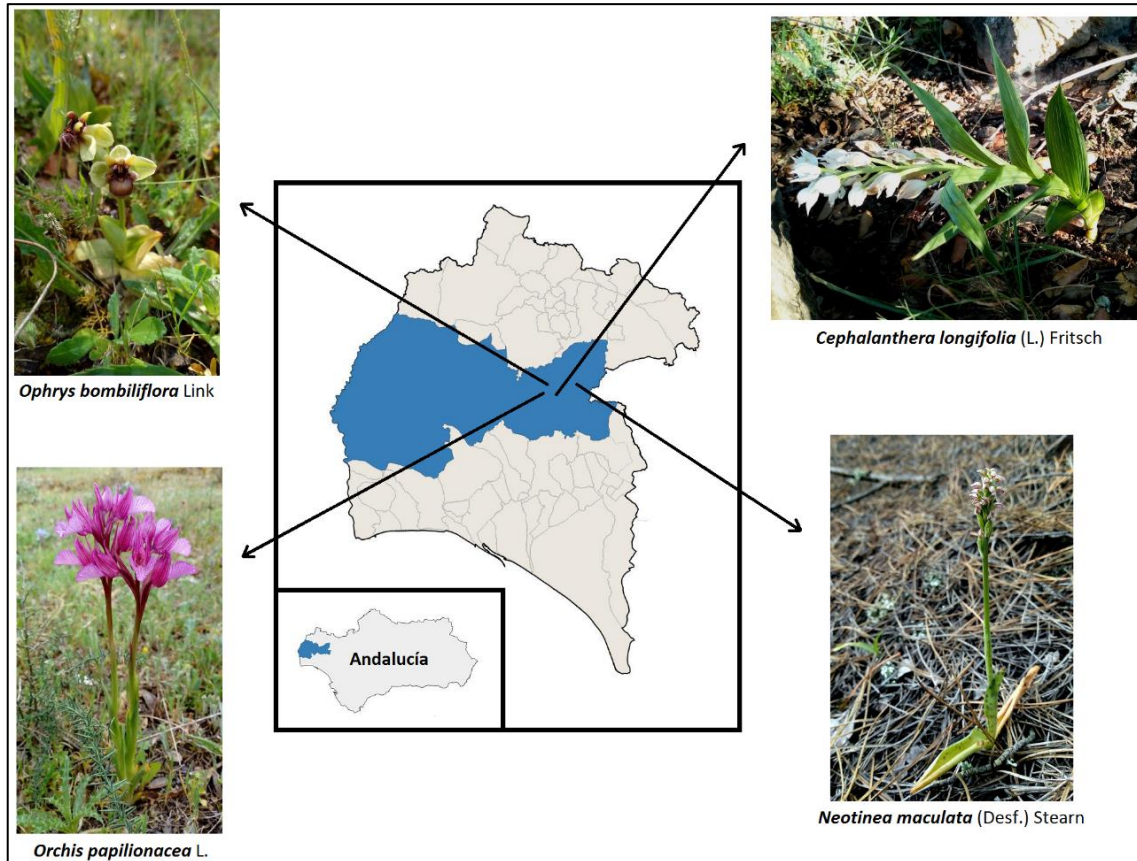 Ophrys bombiliflora Link
Cephalanthera longifolia (L.) Fritsch
Andalucía
Orchis papilionacea L.
Neotinea maculata (Desf.) Stearn